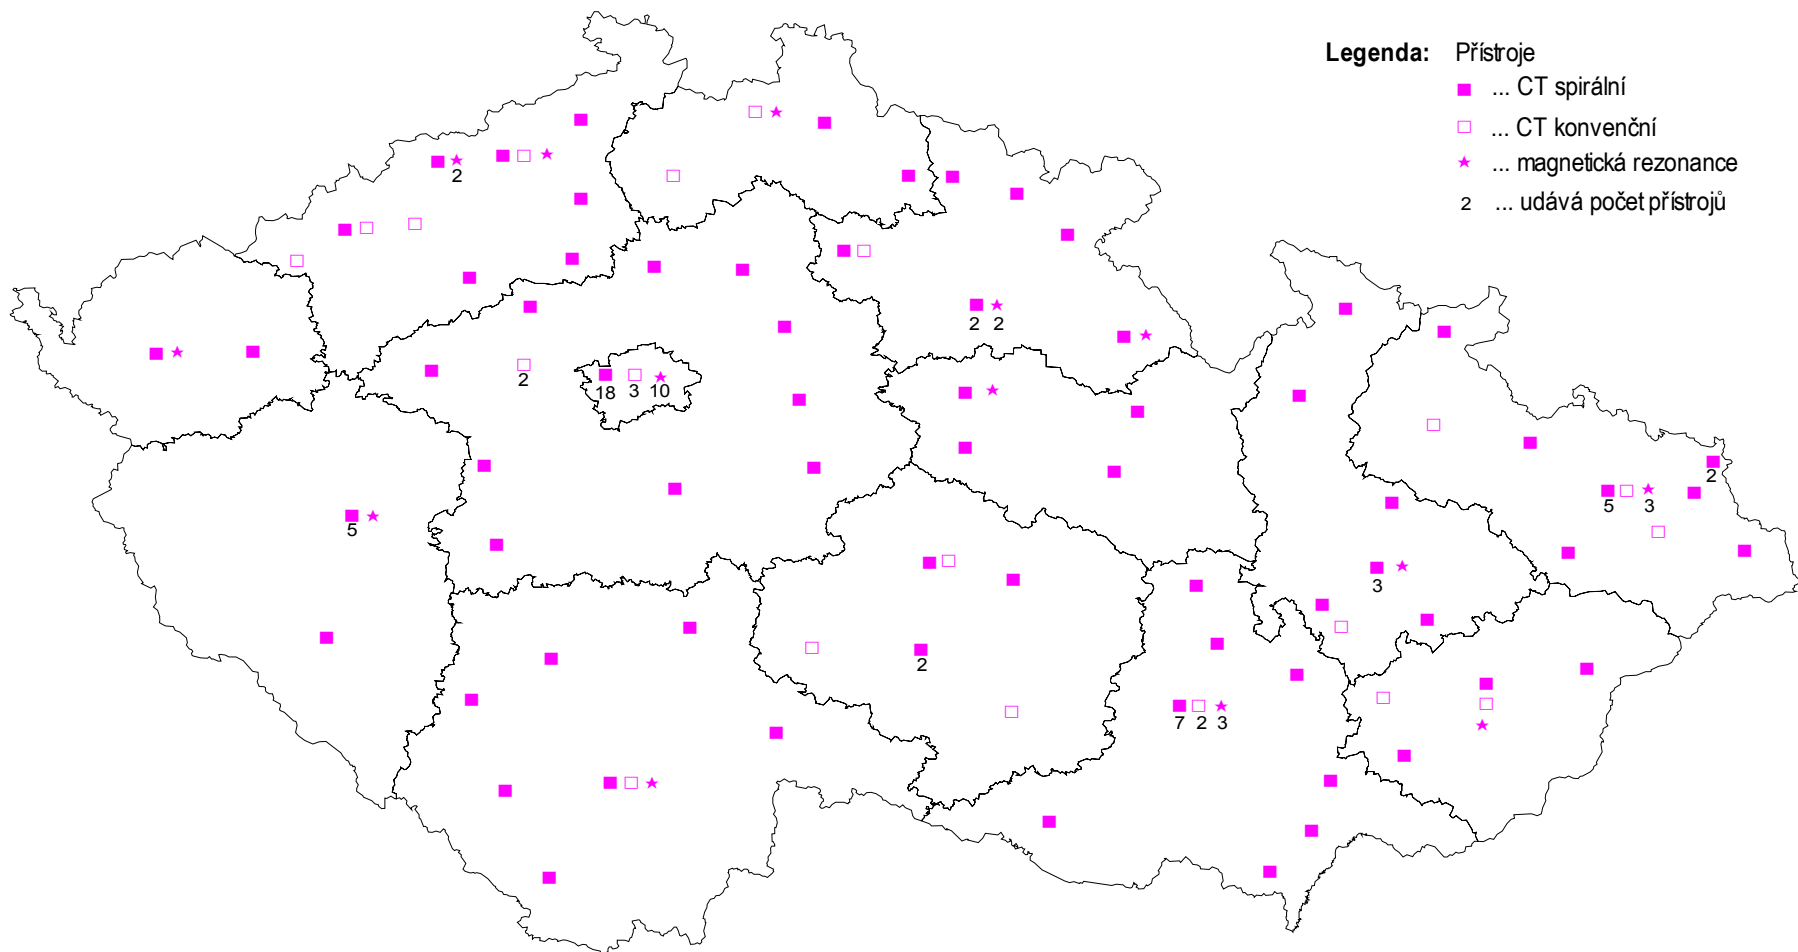 Legenda: Přístroje
... CT spirální
... CT konvenční
... magnetická rezonance
2 ... udává počet přístrojů
2
2 2
2
18 3 10
2
5 3
5
3
2
7 2 3